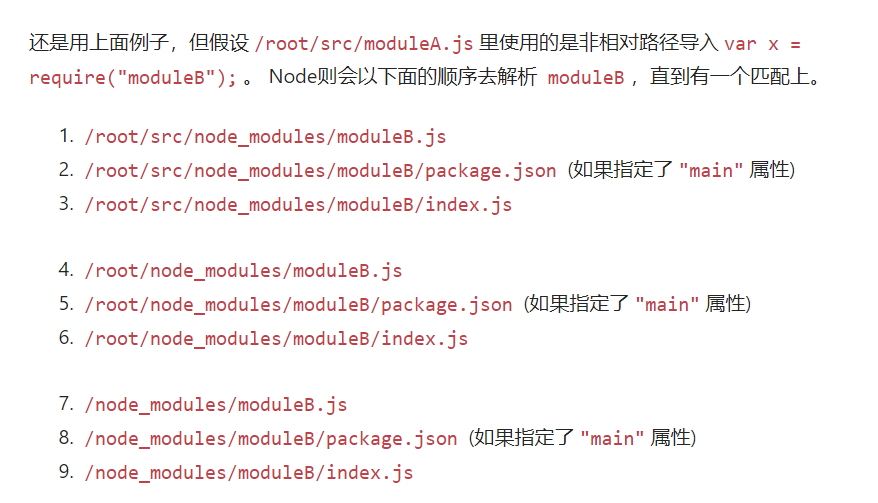 还是用上面例子，但假设 /root/src/moduleA.js 里使用的是非相对路径导入 var x =
require("moduleB"); 。 Node则会以下面的顺序去解析 moduleB ，直到有一个匹配上。
1. /root/src/node_modules/moduleB.js
2. /root/src/node_modules/moduleB/package.json (如果指定了 "main" 属性)
3. /root/src/node_modules/moduleB/index.js
4. /root/node_modules/moduleB.js
5. /root/node_modules/moduleB/package.json (如果指定了 "main" 属性)
6. /root/node_modules/moduleB/index.js
7. /node_modules/moduleB.js
8. /node_modules/moduleB/package.json (如果指定了 "main" 属性)
9. /node_modules/moduleB/index.js